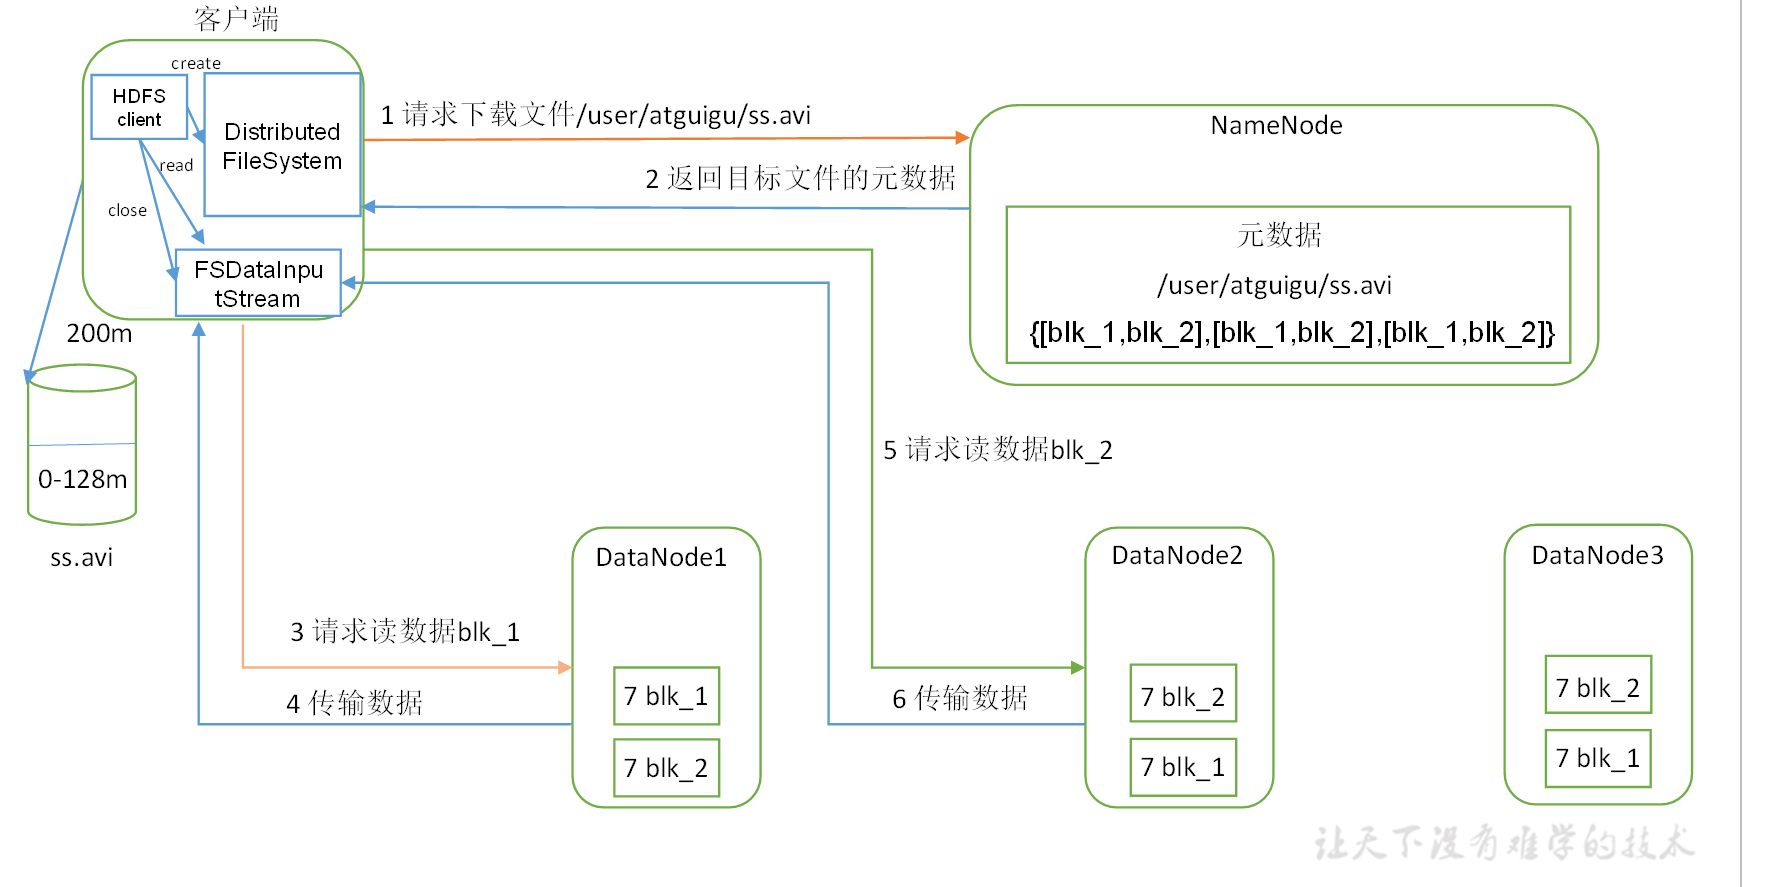 客户端
create
HDFS
client
Distributed
FileSystem
read
close
FSDataInpu
tStream
1 请求下载文件/user/atguigu/ss.avi
2 返回目标文件的元数据
NameNode
元数据
/user/atguigu/ss.avi
{[blk_1,blk_2],[blk_1,blk_2],[blk_1,blk_2]}
200m
0-128m
ss.avi
5 请求读数据blk_2
3 请求读数据blk_1
4 传输数据
6 传输数据
DataNode1
7 blk_1
7 blk_2
DataNode2
7 blk_2
7 blk_1
DataNode3
7 blk_2
7 blk_1
让天下没有难学的技术